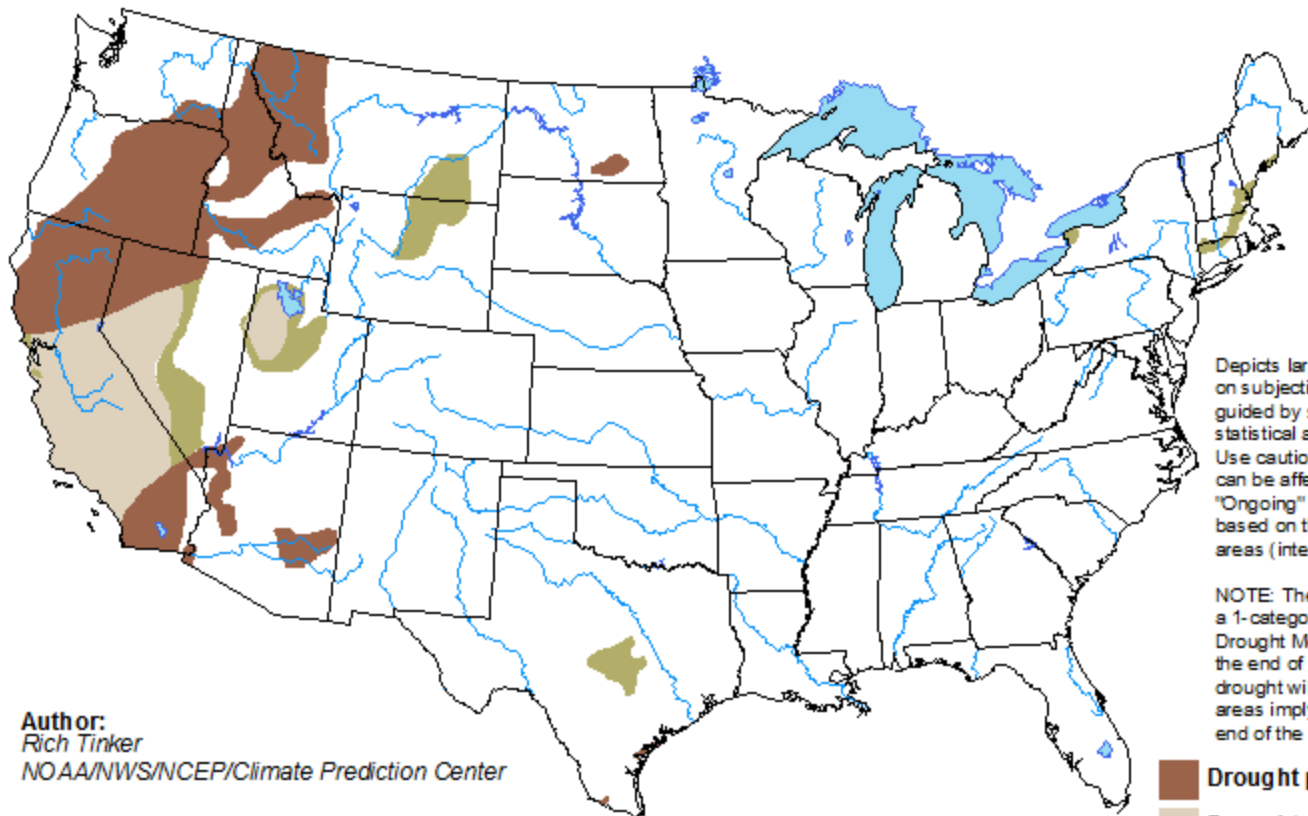 Depicts lar
on subjecti
guided by s
statistical a
Use cautio
can be affe
"Ongoing"
based on t
areas (inte
NOTE: The
a 1-catego
Drought M
the end of
drought wi
areas imply
end of the
Author:
Rich Tinker
NOAA/NWS/NCEP/Climate Prediction Center
Drought p